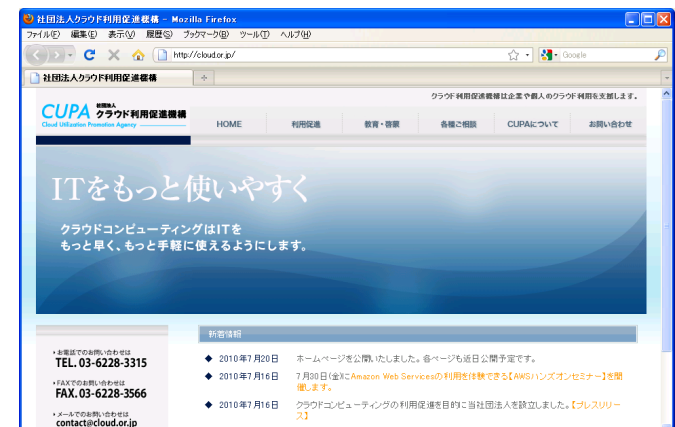 社団法人クラウド利用促進機構 - Mozilla Firefox
ファイル(F) 編集(E) 表示(V) 履歴(S) ブックマーク(B) ツール(T) ヘルプ(H)
http://cloud.or.jp/
Google
社団法人クラウド利用促進機構
クラウド利用促進機構は企業や個人のクラウド利用を支援します。
CUPA 社団法人 クラウド利用促進機構
Cloud Utilization Promotion Agency
HOME 利用促進 教育・啓蒙 各種ご相談 CUPAについて お問い合わせ
ITをもっと使いやすく
クラウドコンピューティングはITを
もっと早く、もっと手軽に使えるようにします。
新着情報
・お電話でのお問い合わせは
TEL. 03-6228-3315
・FAXでのお問い合わせは
FAX. 03-6228-3566
・メールでのお問い合わせは
contact@cloud.or.jp
◆ 2010年7月20日 ホームページを公開いたしました。各ページも近日公開予定です。
◆ 2010年7月16日 7月30日(金)にAmazon Web Servicesの利用を体験できる【AWSハンズオンセミナー】を開
催します。
◆ 2010年7月16日 クラウドコンピューティングの利用促進を目的に当社団法人を設立しました。【プレスリリー
ス】